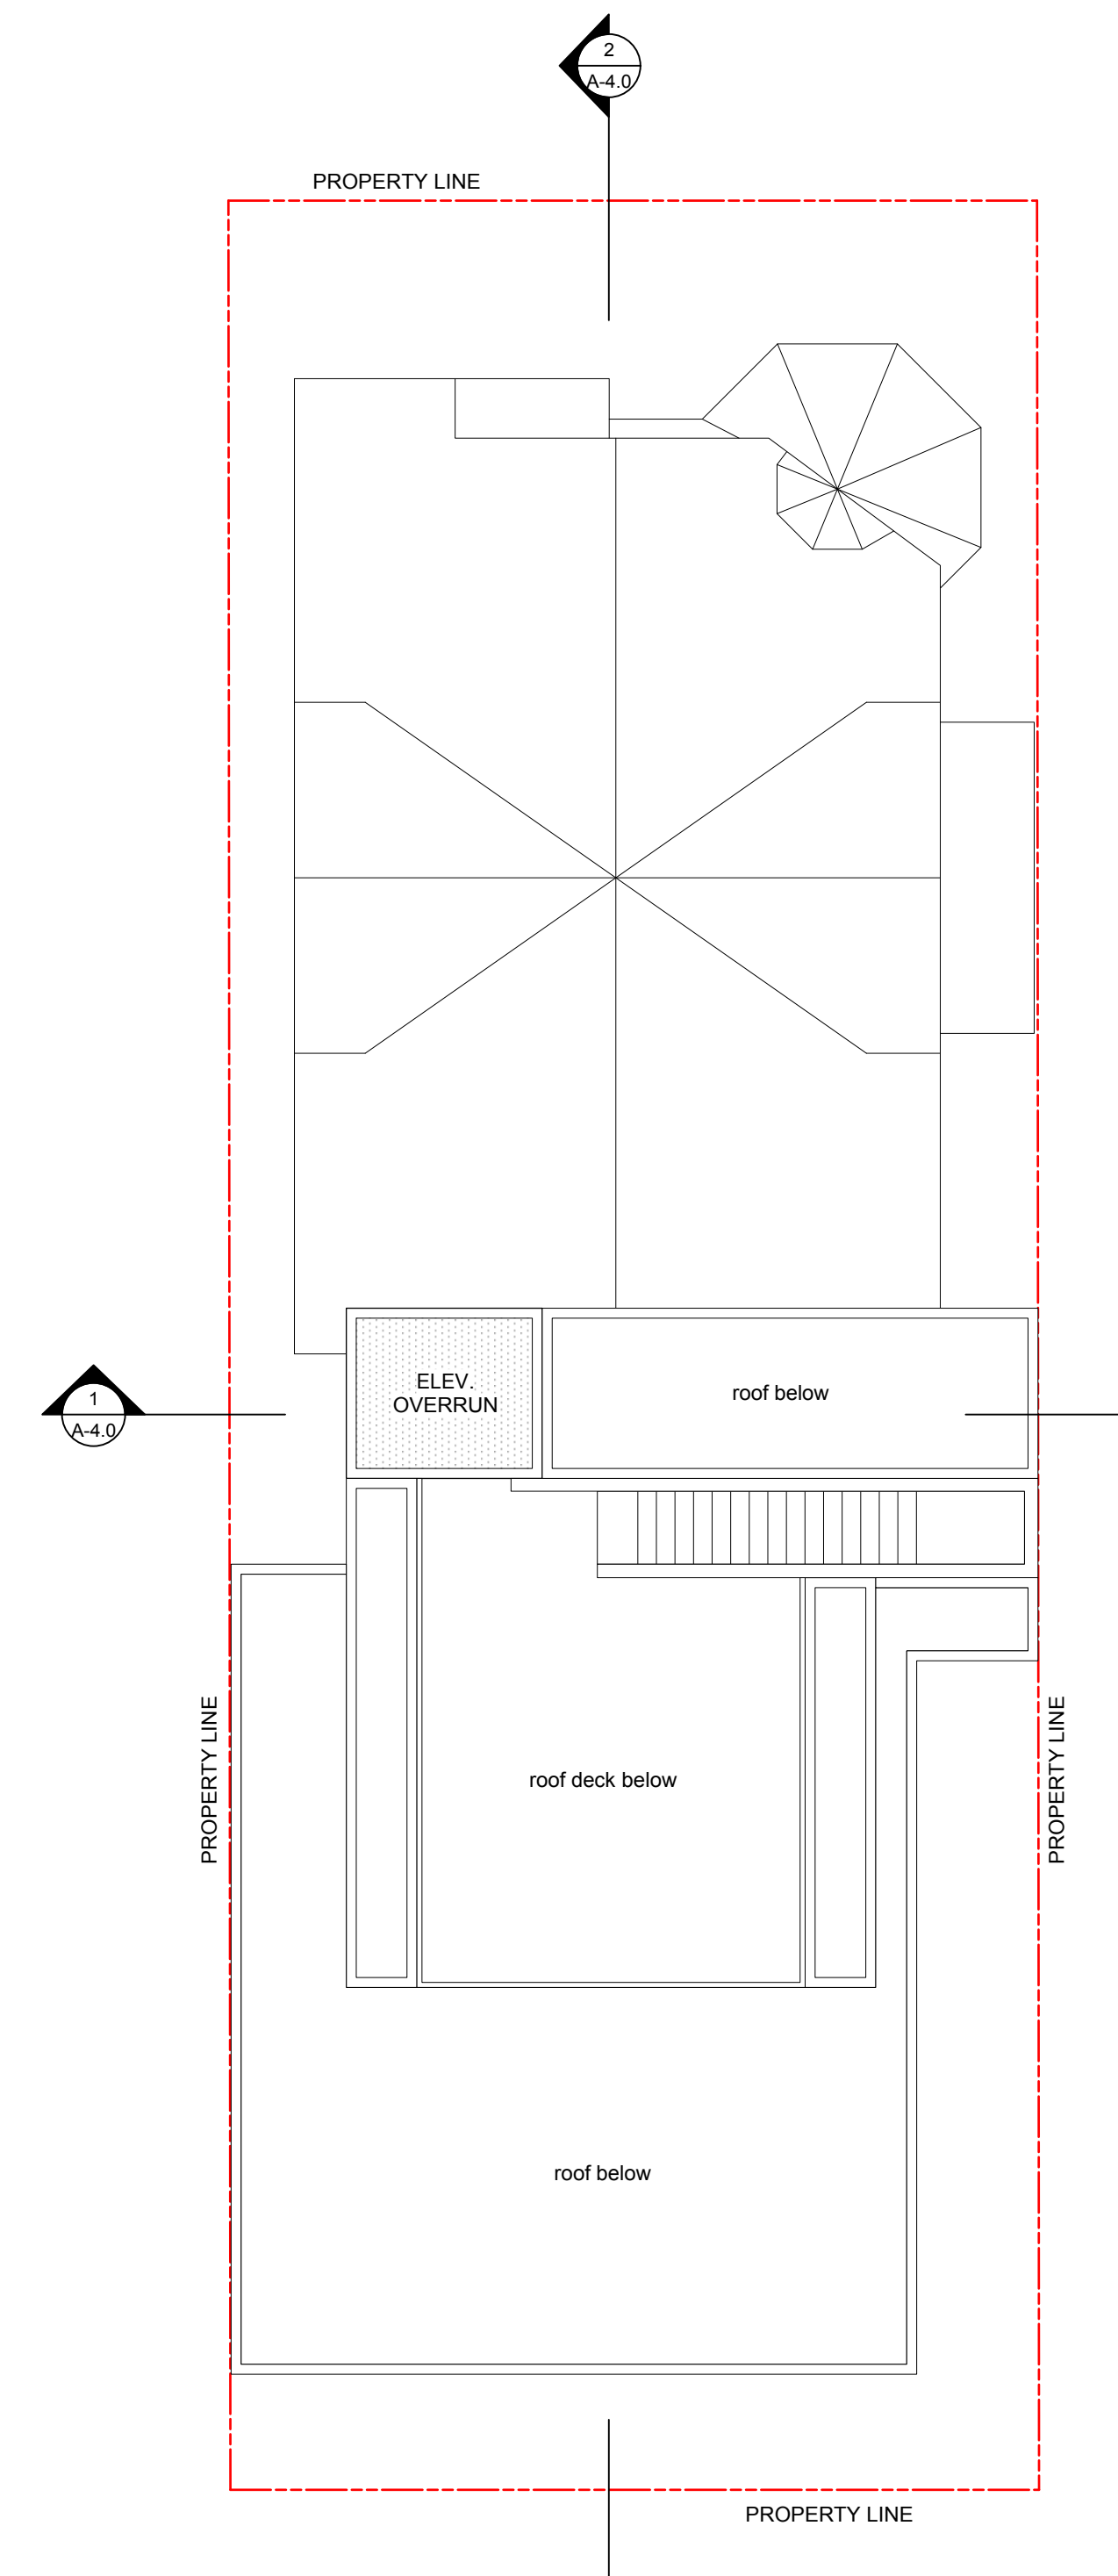 2
A-4.0
PROPERTY LINE
ELEV.
OVERRUN
roof below
1
A-4.0
PROPERTY LINE
PROPERTY LINE
roof deck below
roof below
PROPERTY LINE